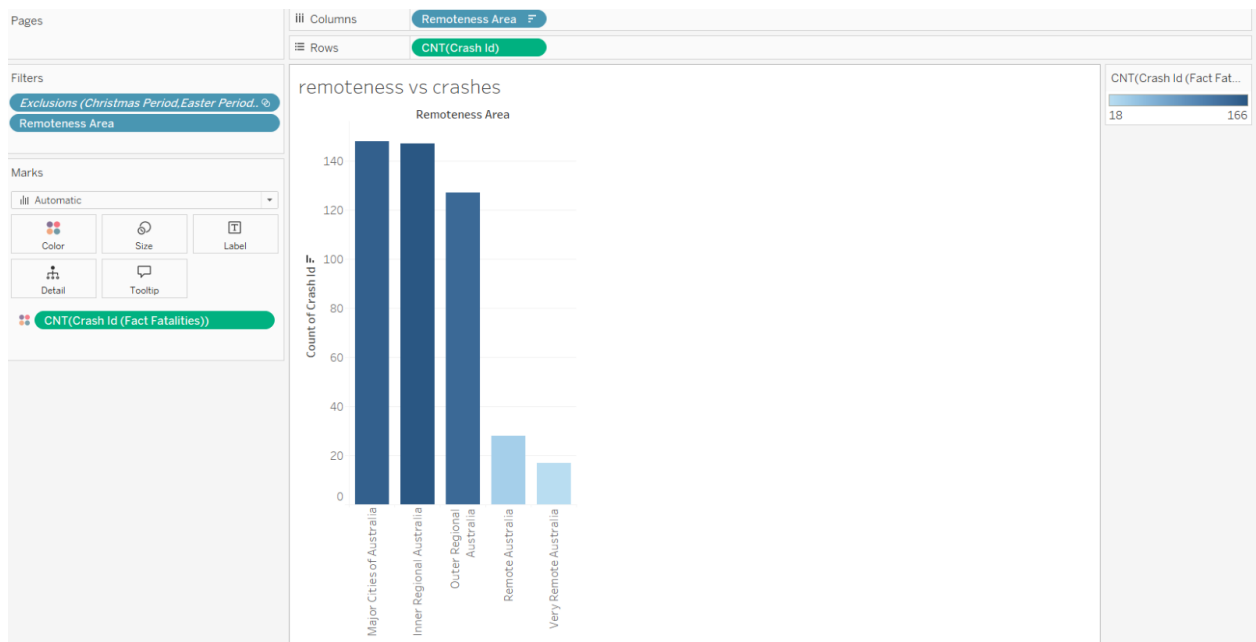 Pages
iii Columns
Remoteness Area
Rows
CNT(Crash Id)
Filters
Exclusions (Christmas Period,Easter Period..
Remoteness Area
Marks
Automatic
Color
Size
Label
Detail
Tooltip
CNT(Crash Id (Fact Fatalities))
remoteness vs crashes
Remoteness Area
Count of Crash Id
140
120
100
80
60
40
20
0
Major Cities of Australia
Inner Regional Australia
Outer Regional
Australia
Remote Australia
Very Remote Australia
CNT(Crash Id (Fact Fat...
18 166